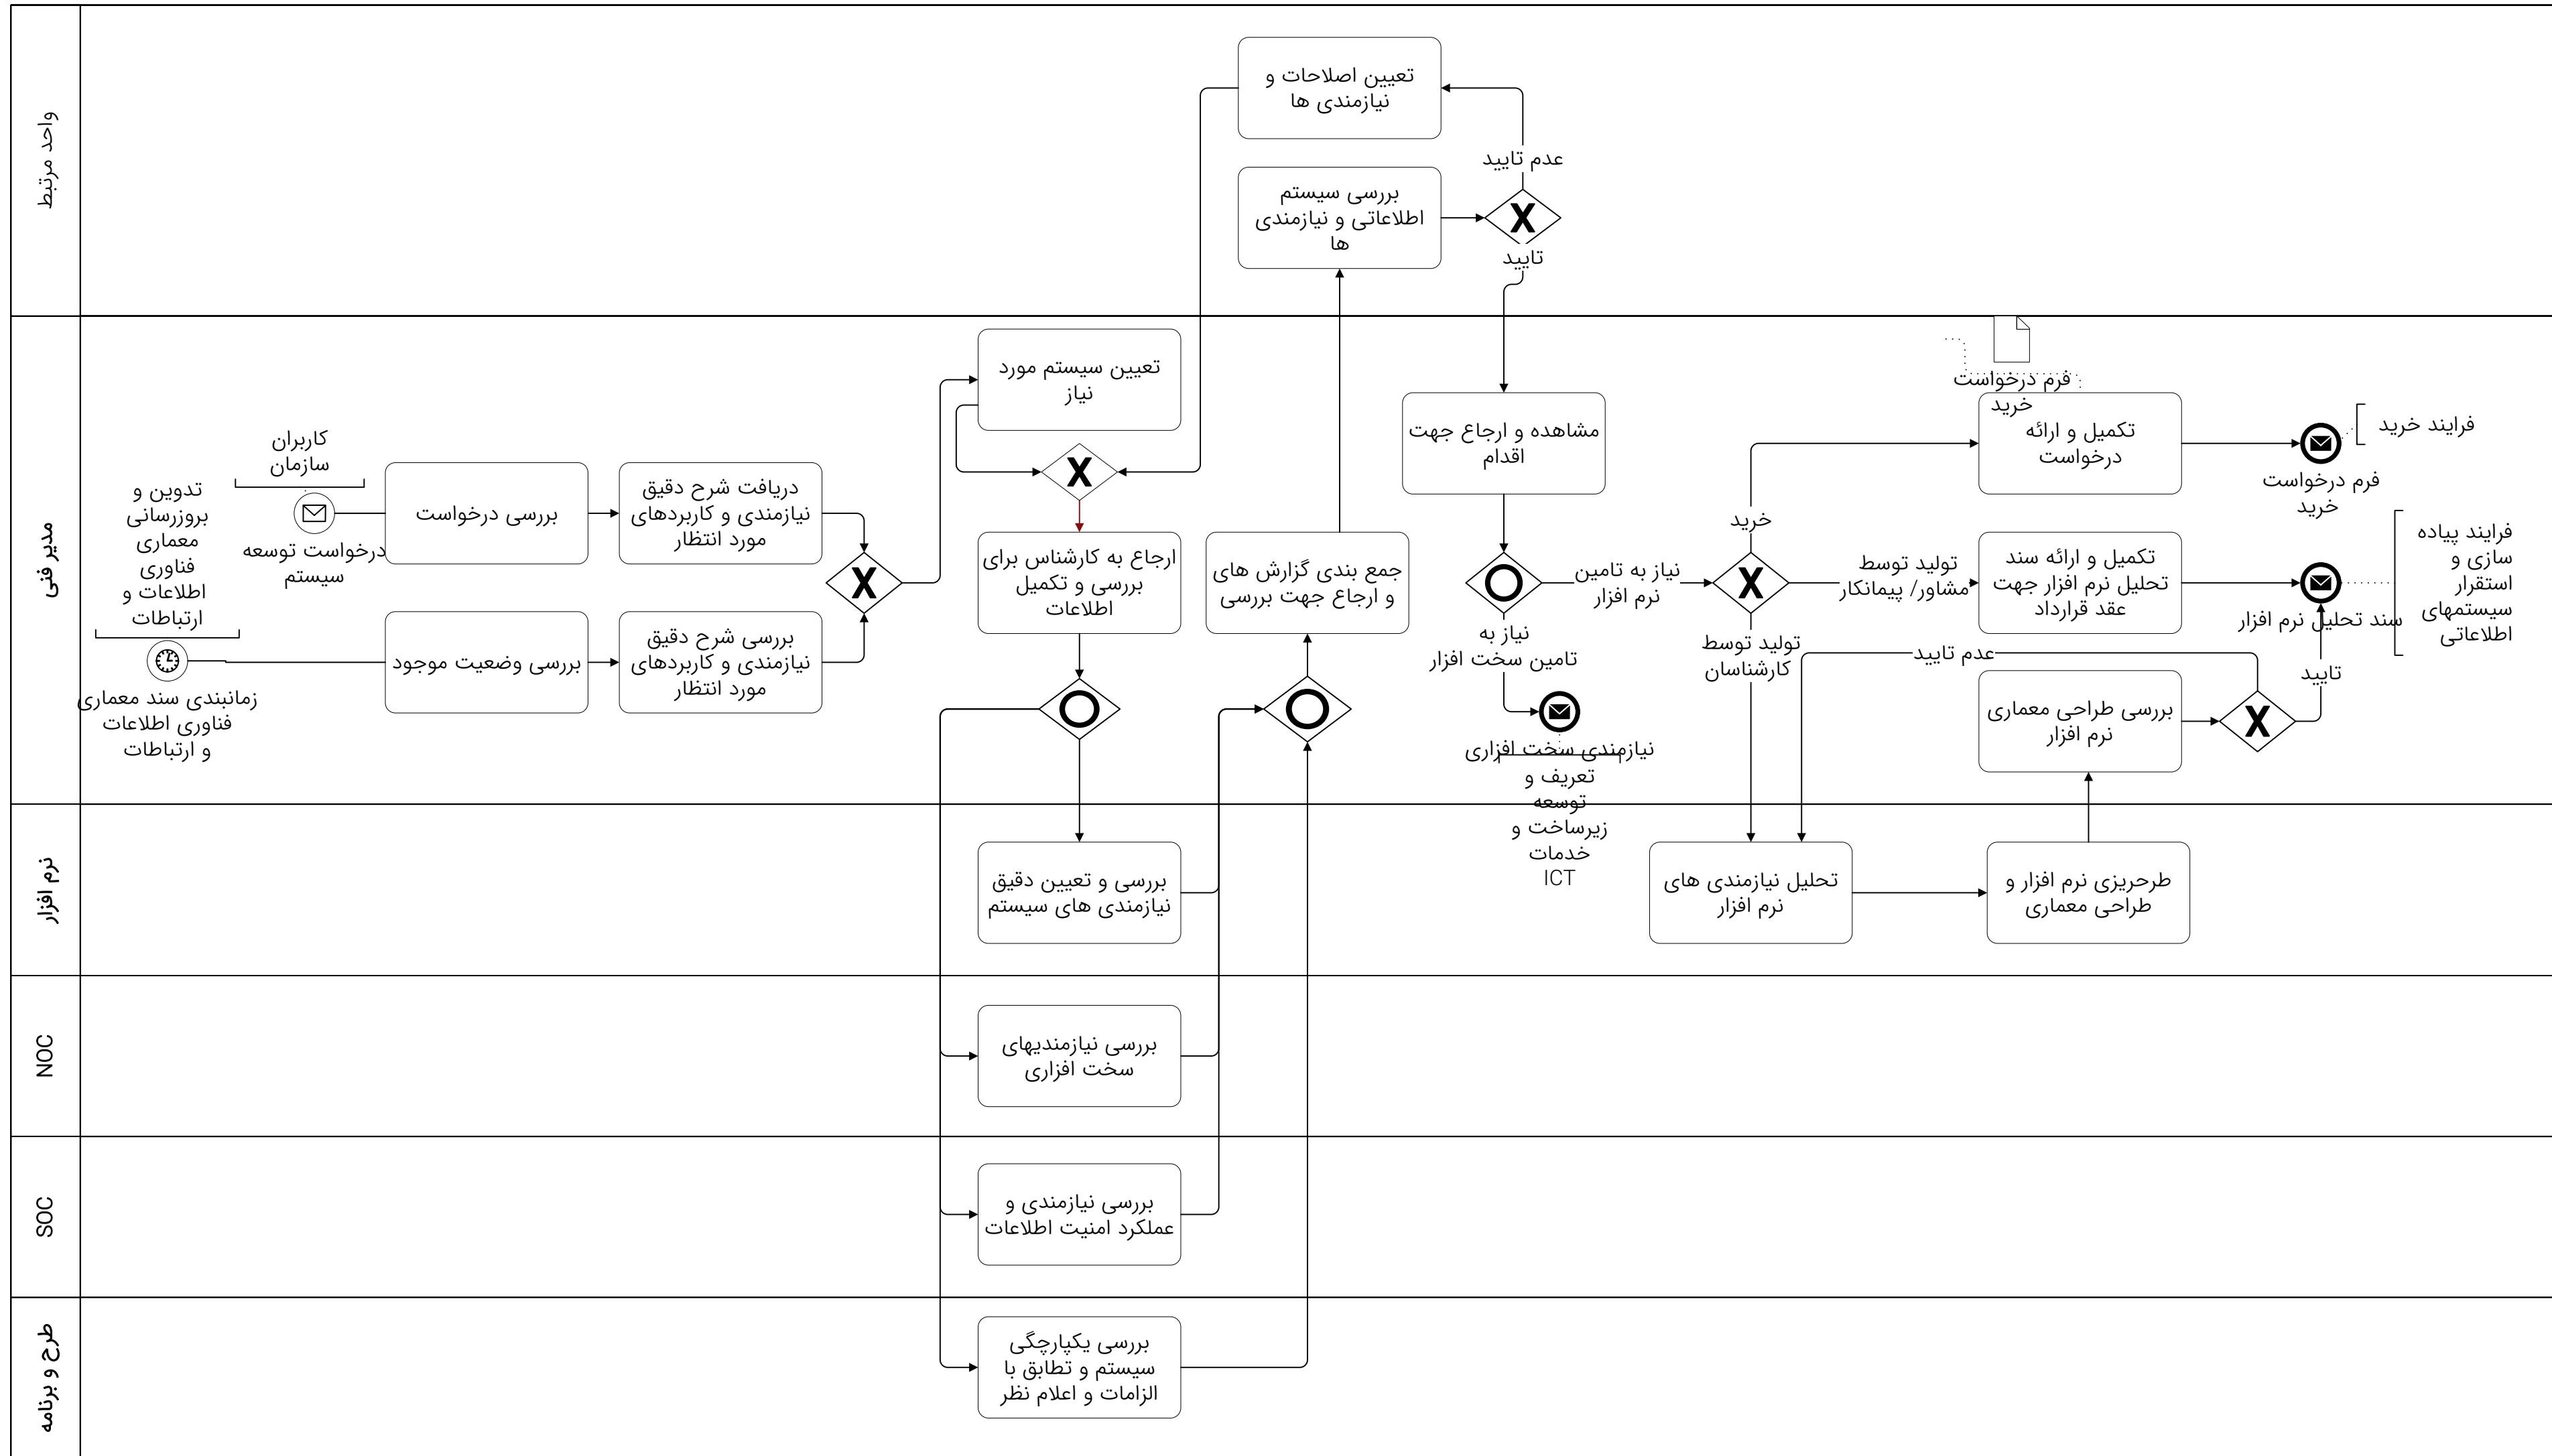 واحد مرتبط
تعیین اصلاحات و
نیازمندی ها
عدم تایید
بررسی سیستم
اطلاعاتی و نیازمندی
ها
تایید
مدیر فنی
کاربران
سازمان
درخواست توسعه
سیستم
تدوین و
بروزرسانی
معماری
فناوری
اطلاعات و
ارتباطات
زمانبندی سند معماری
فناوری اطلاعات
و ارتباطات
بررسی درخواست
دریافت شرح دقیق
نیازمندی و کاربردهای
مورد انتظار
بررسی وضعیت موجود
بررسی شرح دقیق
نیازمندی و کاربردهای
مورد انتظار
تعیین سیستم مورد
نیاز
ارجاع به کارشناس برای
بررسی و تکمیل
اطلاعات
جمع بندی گزارش های
و ارجاع جهت بررسی
مشاهده و ارجاع جهت
اقدام
نیاز به تامین
نرم افزار
نیاز به
تامین سخت افزار
نیازمندی سخت افزاری
تعریف و
توسعه
زیرساخت و
خدمات
ICT
خرید
تولید توسط
مشاور/ پیمانکار
تولید توسط
کارشناسان
فرم درخواست
خرید
تکمیل و ارائه
درخواست
فرایند خرید
فرم درخواست
خرید
تکمیل و ارائه سند
تحلیل نرم افزار جهت
عقد قرارداد
سند تحلیل نرم افزار
فرایند پیاده
سازی و
استقرار
سیستمهای
اطلاعاتی
عدم تایید
تایید
بررسی طراحی معماری
نرم افزار
نرم افزار
بررسی و تعیین دقیق
نیازمندی های سیستم
تحلیل نیازمندی های
نرم افزار
طرحریزی نرم افزار و
طراحی معماری
NOC
بررسی نیازمندیهای
سخت افزاری
SOC
بررسی نیازمندی و
عملکرد امنیت اطلاعات
طرح و برنامه
بررسی یکپارچگی
سیستم و تطابق با
الزامات و اعلام نظر